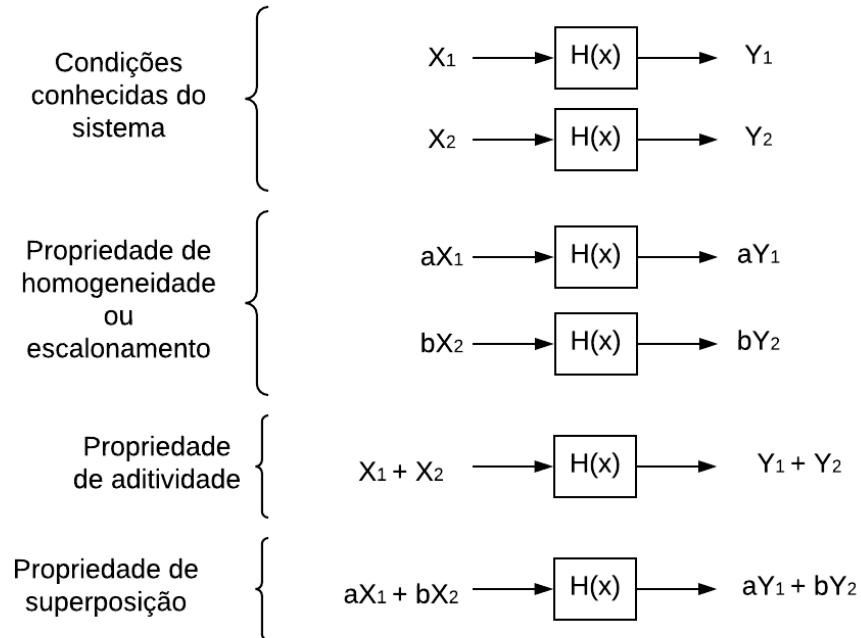 Condições
conhecidas do
sistema
X1 H(x) Y1
X2 H(x) Y2
Propriedade de
homogeneidade
ou
escalonamento
aX1 H(x) aY1
bX2 H(x) bY2
Propriedade
de aditividade
X1 + X2 H(x) Y1 + Y2
Propriedade de
superposição
aX1 + bX2 H(x) aY1 + bY2